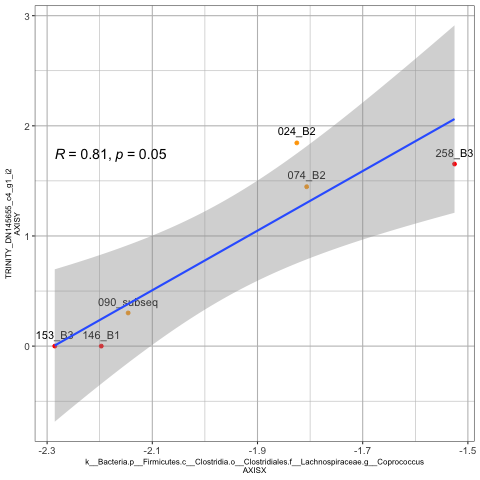 3
2
1
0
R = 0.81, p = 0.05
024_B2
258_B3
074_B2
090_subseq
153_B3
146_B1
TRINITY_DN145655_c4_g1_i2
AXISY
-2.3
-2.1
-1.9
-1.7
-1.5
k__Bacteria.p__Firmicutes.c__Clostridia.o__Clostridiales.f__Lachnospiraceae.g__Coprococcus
AXISX